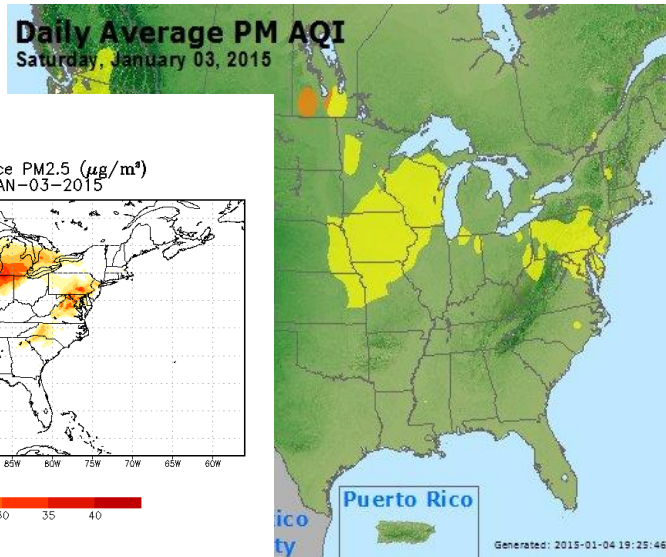 Daily Average PM AQI
Saturday, January 03, 2015
ce PM2.5 (μg/m³)
AN-03-2015
85W 80W 75W 70W 65W 60W
30 35 40
Puerto Rico
ico
ty
Generated: 2015-01-04 19:25:46